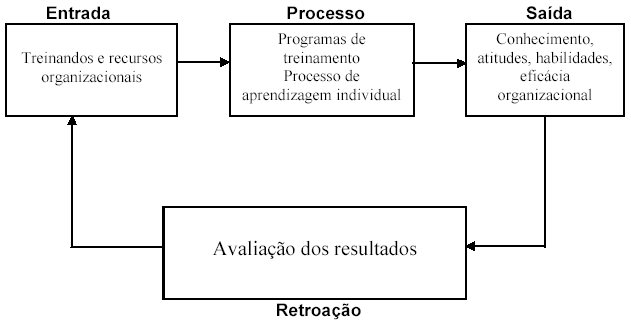 Entrada
Processo
Saída
Treinandos e recursos
organizacionais
Programas de
treinamento
Processo de
aprendizagem individual
Conhecimento,
atitudes, habilidades,
eficácia
organizacional
Avaliação dos resultados
Retroação